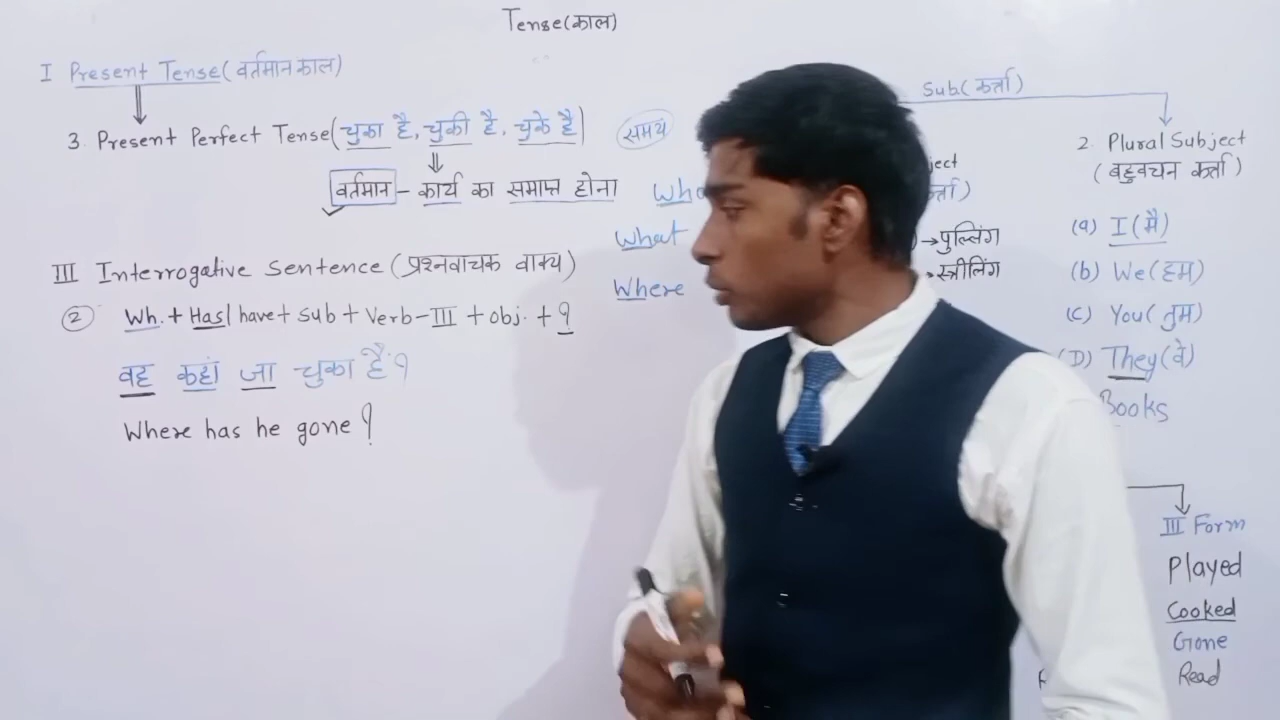 Tense(काल)
I Present Tense(वर्तमान काल)
3. Present Perfect Tense(चुका है, चुकी है, चुके है)
समय
वर्तमान – कार्य का समाप्त होना
What
Where
III Interrogative Sentence (प्रश्नवाचक वाक्य)
② Wh. + Has/have + Sub + Verb-III + obj. + ?
वह कहां जा चुका है?
Where has he gone?
Sub.(कर्त्ता)
2. Plural Subject
(बहुवचन कर्त्ता)
→पुल्लिंग
→स्त्रीलिंग
(a) I(मै)
(b) We(हम)
(C) You(तुम)
(D) They(वे)
Books
III Form
Played
Cooked
Gone
Read